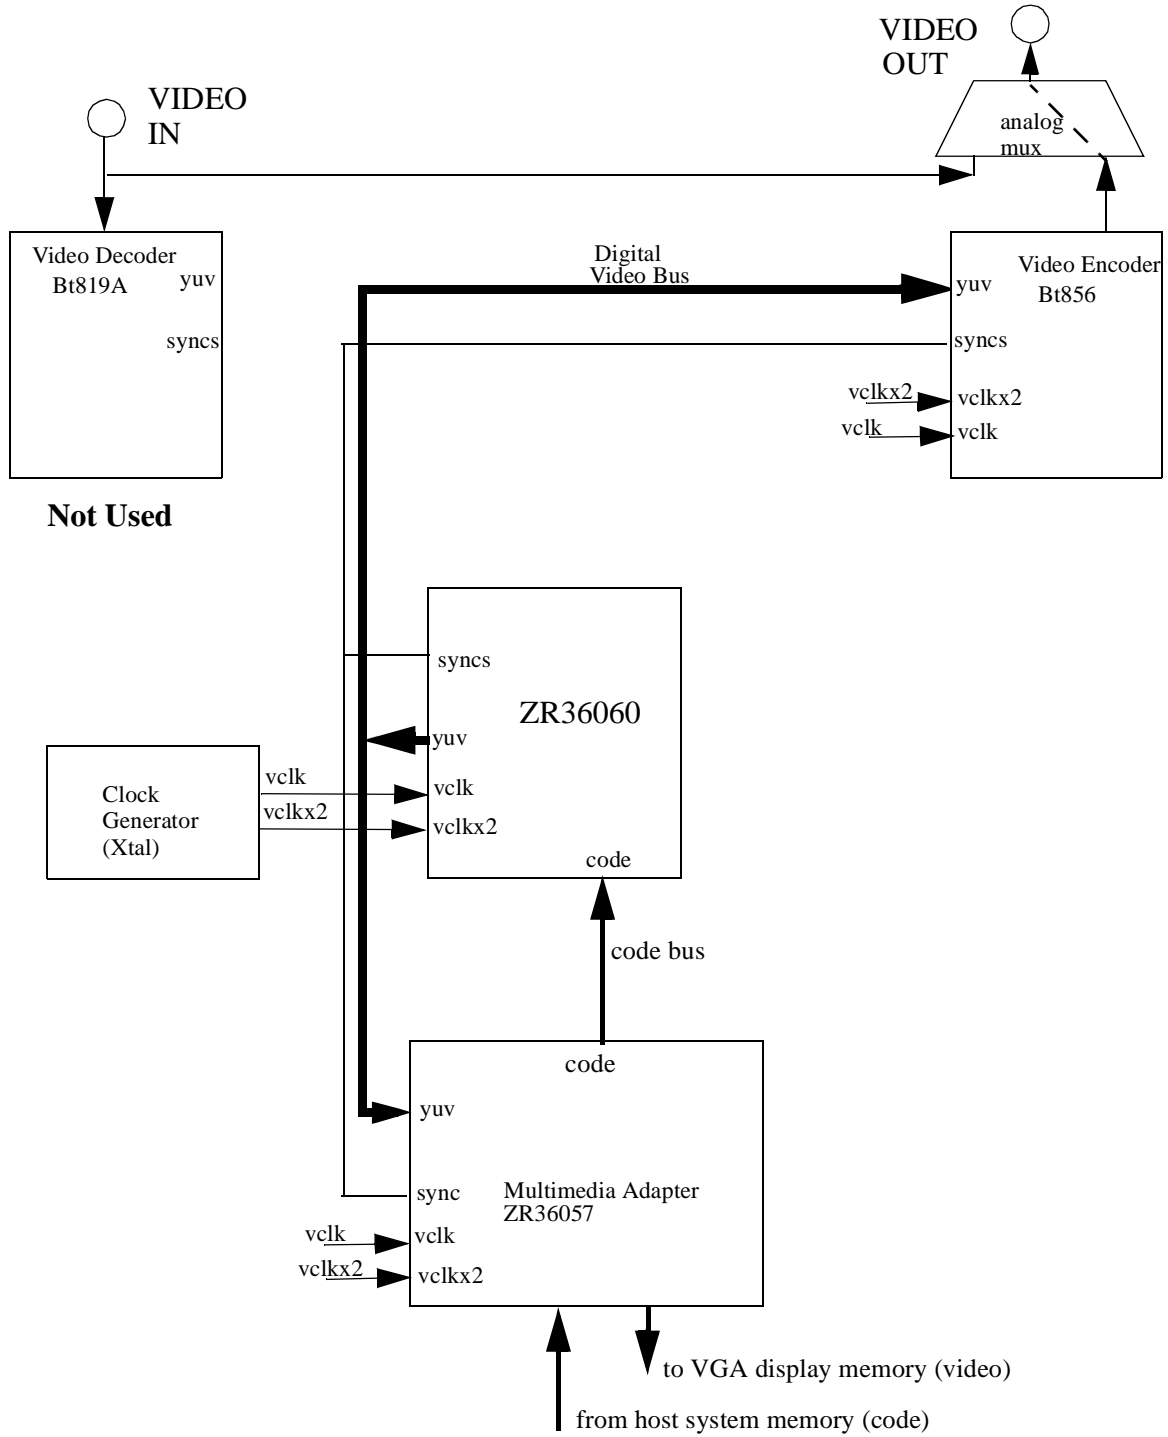 VIDEO
OUT
VIDEO
IN
analog
mux
Video Decoder
Bt819A
yuv
syncs
Digital
Video Bus
Video Encoder
Bt856
yuv
syncs
vclkx2
vclkx2
vclk
vclk
Not Used
syncs
ZR36060
yuv
vclk
vclk
vclkx2
vclkx2
Clock
Generator
(Xtal)
code
code bus
code
yuv
sync
Multimedia Adapter
ZR36057
vclk
vclk
vclkx2
vclkx2
to VGA display memory (video)
from host system memory (code)